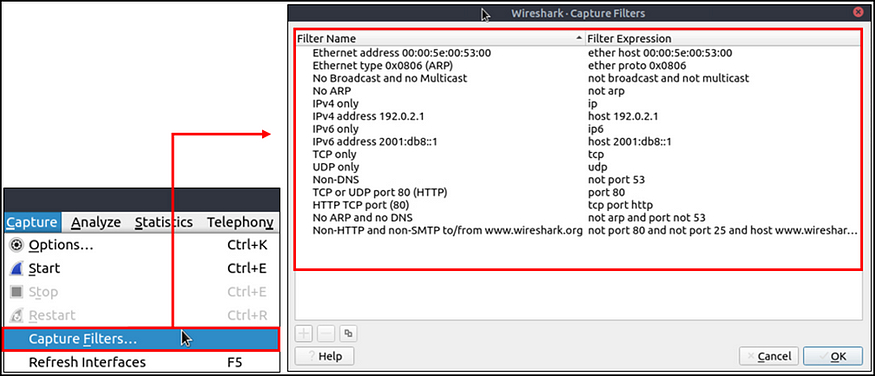 Wireshark · Capture Filters
Filter Name Filter Expression
Ethernet address 00:00:5e:00:53:00 ether host 00:00:5e:00:53:00
Ethernet type 0x0806 (ARP) ether proto 0x0806
No Broadcast and no Multicast not broadcast and not multicast
No ARP not arp
IPv4 only ip
IPv4 address 192.0.2.1 host 192.0.2.1
IPv6 only ip6
IPv6 address 2001:db8::1 host 2001:db8::1
TCP only tcp
UDP only udp
Non-DNS not port 53
TCP or UDP port 80 (HTTP) port 80
HTTP TCP port (80) tcp port http
No ARP and no DNS not arp and port not 53
Non-HTTP and non-SMTP to/from www.wireshark.org not port 80 and not port 25 and host www.wireshar...
Help Cancel OK
Capture Analyze Statistics Telephony
Options... Ctrl+K
Start Ctrl+E
Stop Ctrl+E
Restart Ctrl+R
Capture Filters...
Refresh Interfaces F5